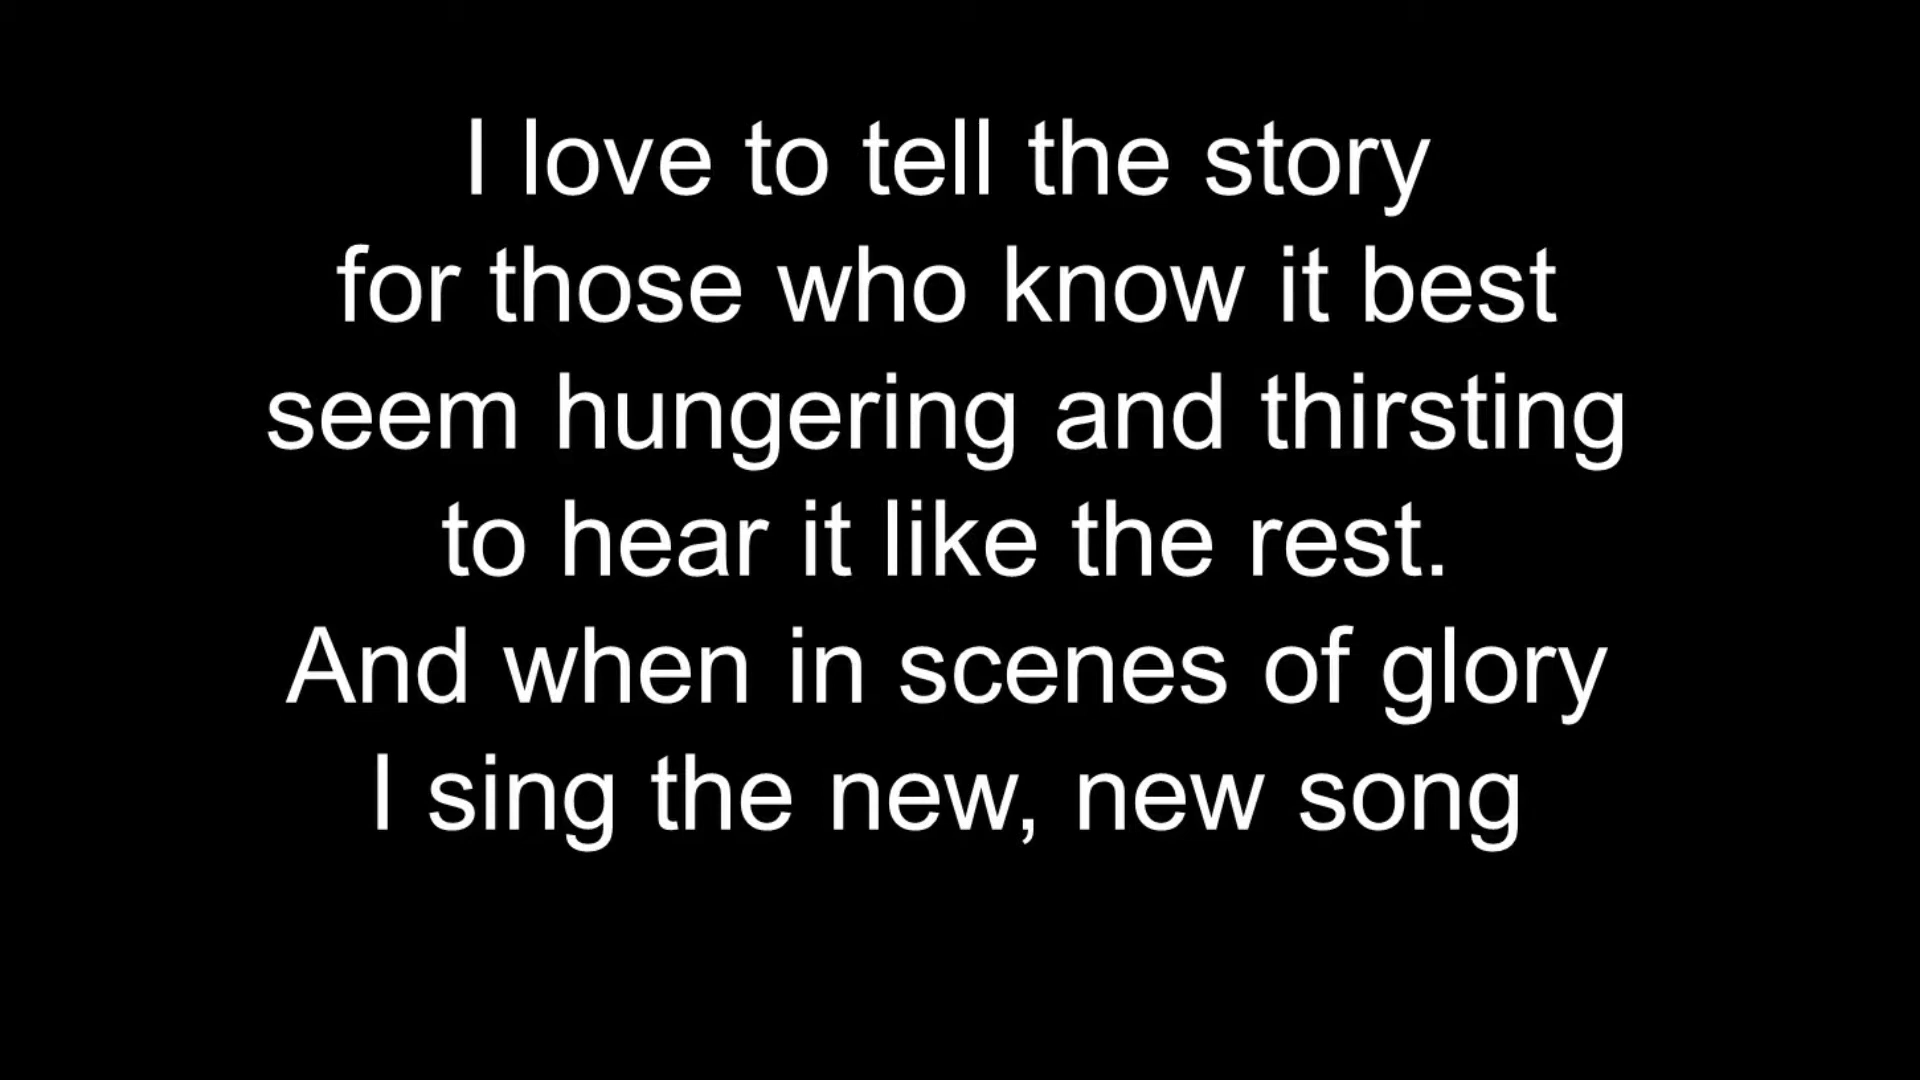 I love to tell the story
for those who know it best
seem hungering and thirsting
to hear it like the rest.
And when in scenes of glory
I sing the new, new song